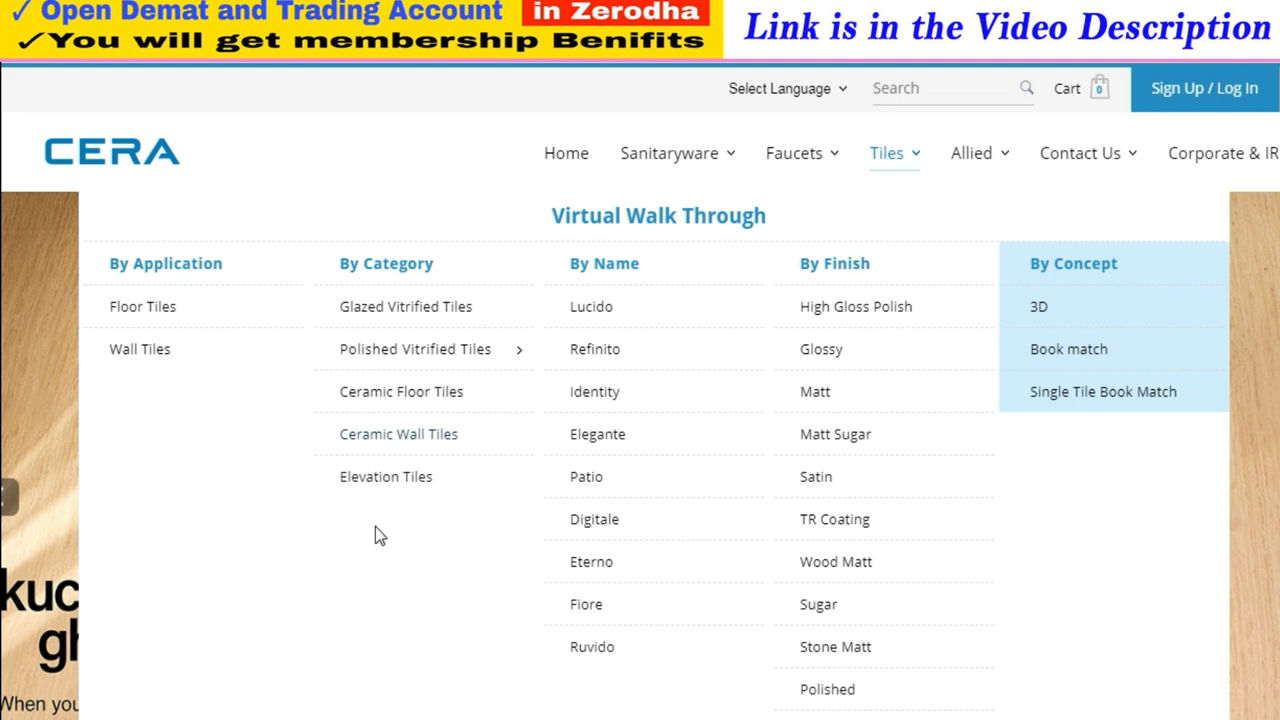 ✓ Open Demat and Trading Account in Zerodha
✓You will get membership Benifits
Link is in the Video Description
Select Language
Search
Cart
0
Sign Up / Log In
CERA
Home
Sanitaryware
Faucets
Tiles
Allied
Contact Us
Corporate & IR
Virtual Walk Through
By Application
Floor Tiles
Wall Tiles
By Category
Glazed Vitrified Tiles
Polished Vitrified Tiles
Ceramic Floor Tiles
Ceramic Wall Tiles
Elevation Tiles
By Name
Lucido
Refinito
Identity
Elegante
Patio
Digitale
Eterno
Fiore
Ruvido
By Finish
High Gloss Polish
Glossy
Matt
Matt Sugar
Satin
TR Coating
Wood Matt
Sugar
Stone Matt
Polished
By Concept
3D
Book match
Single Tile Book Match
kuc
gh
When you